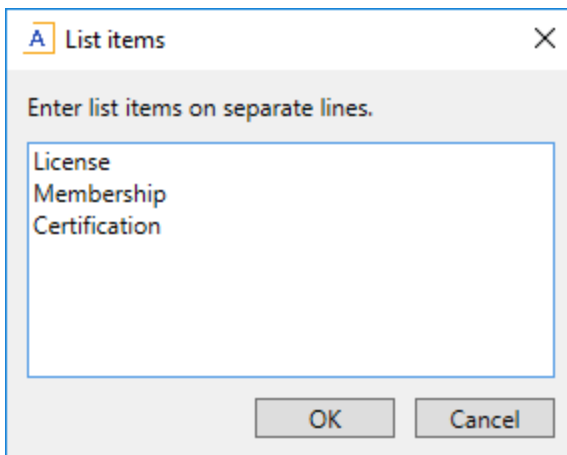 A List items
Enter list items on separate lines.
License
Membership
Certification
OK Cancel